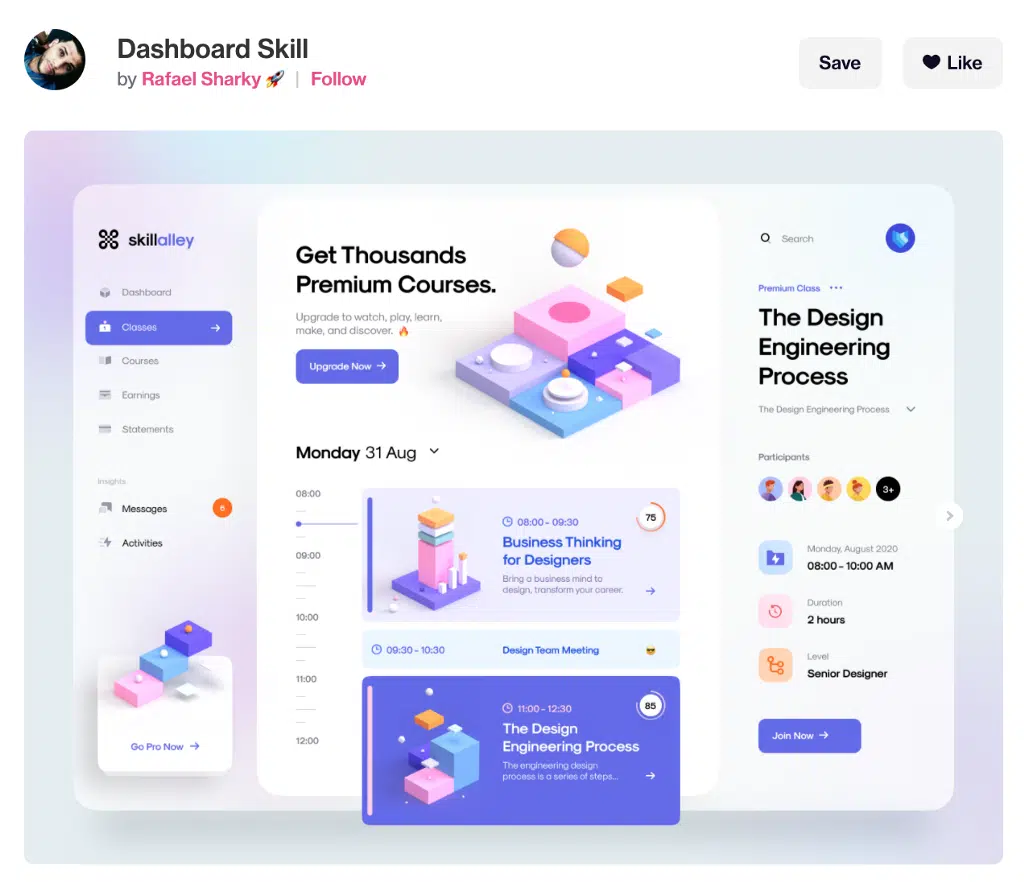 Dashboard Skill
by Rafael Sharky 🚀 | Follow
Save
Like
skillalley
Dashboard
Classes
Courses
Earnings
Statements
Insights
Messages
6
Activities
Go Pro Now
Get Thousands
Premium Courses.
Upgrade to watch, play, learn,
make, and discover. 🔥
Upgrade Now
Monday 31 Aug
08:00
09:00
10:00
11:00
12:00
08:00 - 09:30
75
Business Thinking
for Designers
Bring a business mind to
design, transform your career.
09:30 - 10:30
Design Team Meeting
😎
11:00 - 12:30
85
The Design
Engineering Process
The engineering design
process is a series of steps...
Search
Premium Class
The Design
Engineering
Process
The Design Engineering Process
Participants
3+
Monday, August 2020
08:00 - 10:00 AM
Duration
2 hours
Level
Senior Designer
Join Now